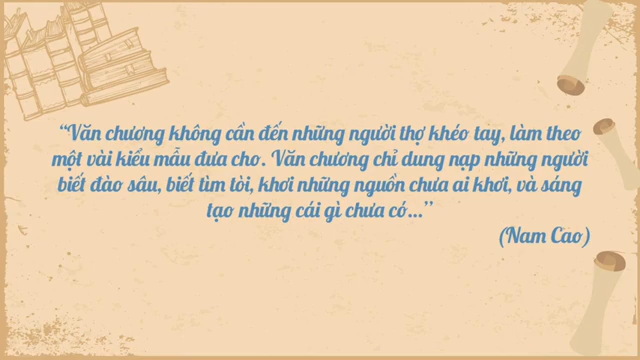 “Văn chương không cần đến những người thợ khéo tay, làm theo
một vài kiểu mẫu đưa cho. Văn chương chỉ dung nạp những người
biết đào sâu, biết tìm tòi, khơi những nguồn chưa ai khơi, và sáng
tạo những cái gì chưa có...’’
(Nam Cao)